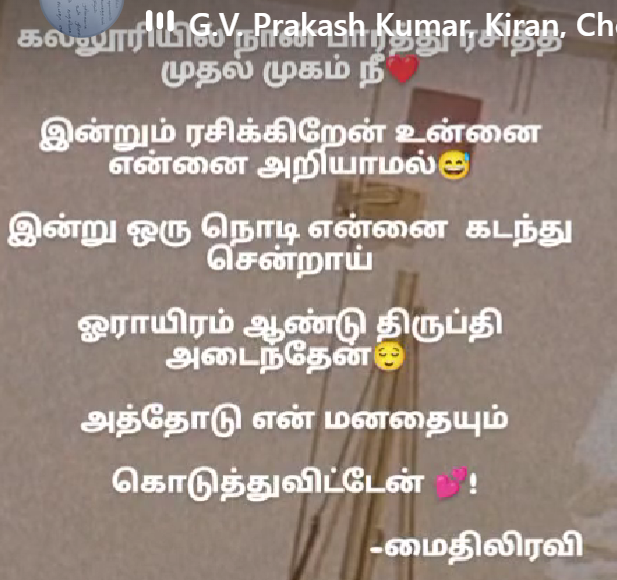 G.V. Prakash Kumar, Kiran, Ch
கல்லூரியில் நான் பார்த்து ரசித்த
முதல் முகம் நீ❤️
இன்றும் ரசிக்கிறேன் உன்னை
என்னை அறியாமல்😅
இன்று ஒரு நொடி என்னை கடந்து
சென்றாய்
ஓராயிரம் ஆண்டு திருப்தி
அடைந்தேன்😌
அத்தோடு என் மனதையும்
கொடுத்துவிட்டேன் 💕!
-மைதிலிரவி